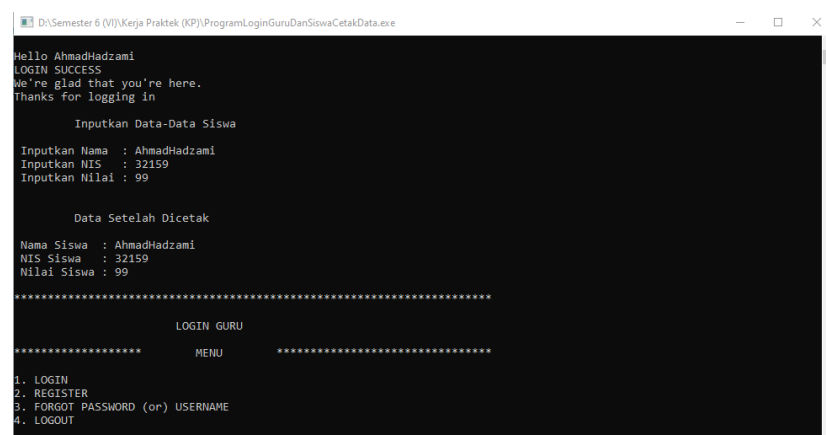 D:\Semester 6 (VI)\Kerja Praktek (KP)\ProgramLoginGuruDanSiswaCetakData.exe
Hello AhmadHadzami
LOGIN SUCCESS
We're glad that you're here.
Thanks for logging in
Inputkan Data-Data Siswa
Inputkan Nama : AhmadHadzami
Inputkan NIS : 32159
Inputkan Nilai : 99
Data Setelah Dicetak
Nama Siswa : AhmadHadzami
NIS Siswa : 32159
Nilai Siswa : 99
***********************************************************************
LOGIN GURU
******************* MENU ********************************
1. LOGIN
2. REGISTER
3. FORGOT PASSWORD (or) USERNAME
4. LOGOUT